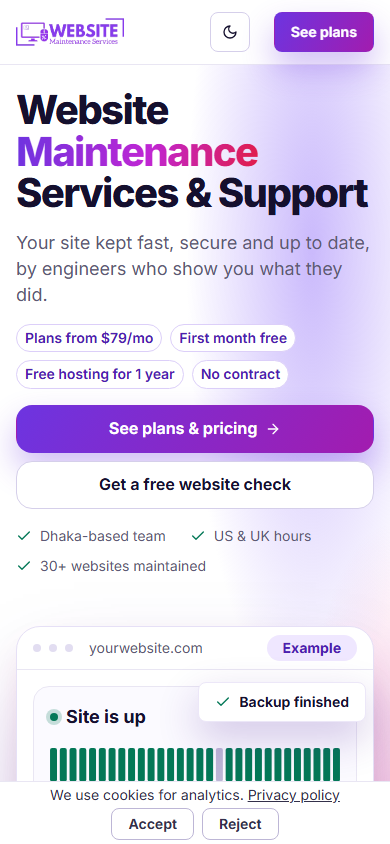 WEBSITE
Maintenance Services
See plans
Website
Maintenance
Services & Support
Your site kept fast, secure and up to date,
by engineers who show you what they
did.
Plans from $79/mo
First month free
Free hosting for 1 year
No contract
See plans & pricing →
Get a free website check
Dhaka-based team
US & UK hours
30+ websites maintained
yourwebsite.com
Example
Backup finished
Site is up
We use cookies for analytics. Privacy policy
Accept
Reject